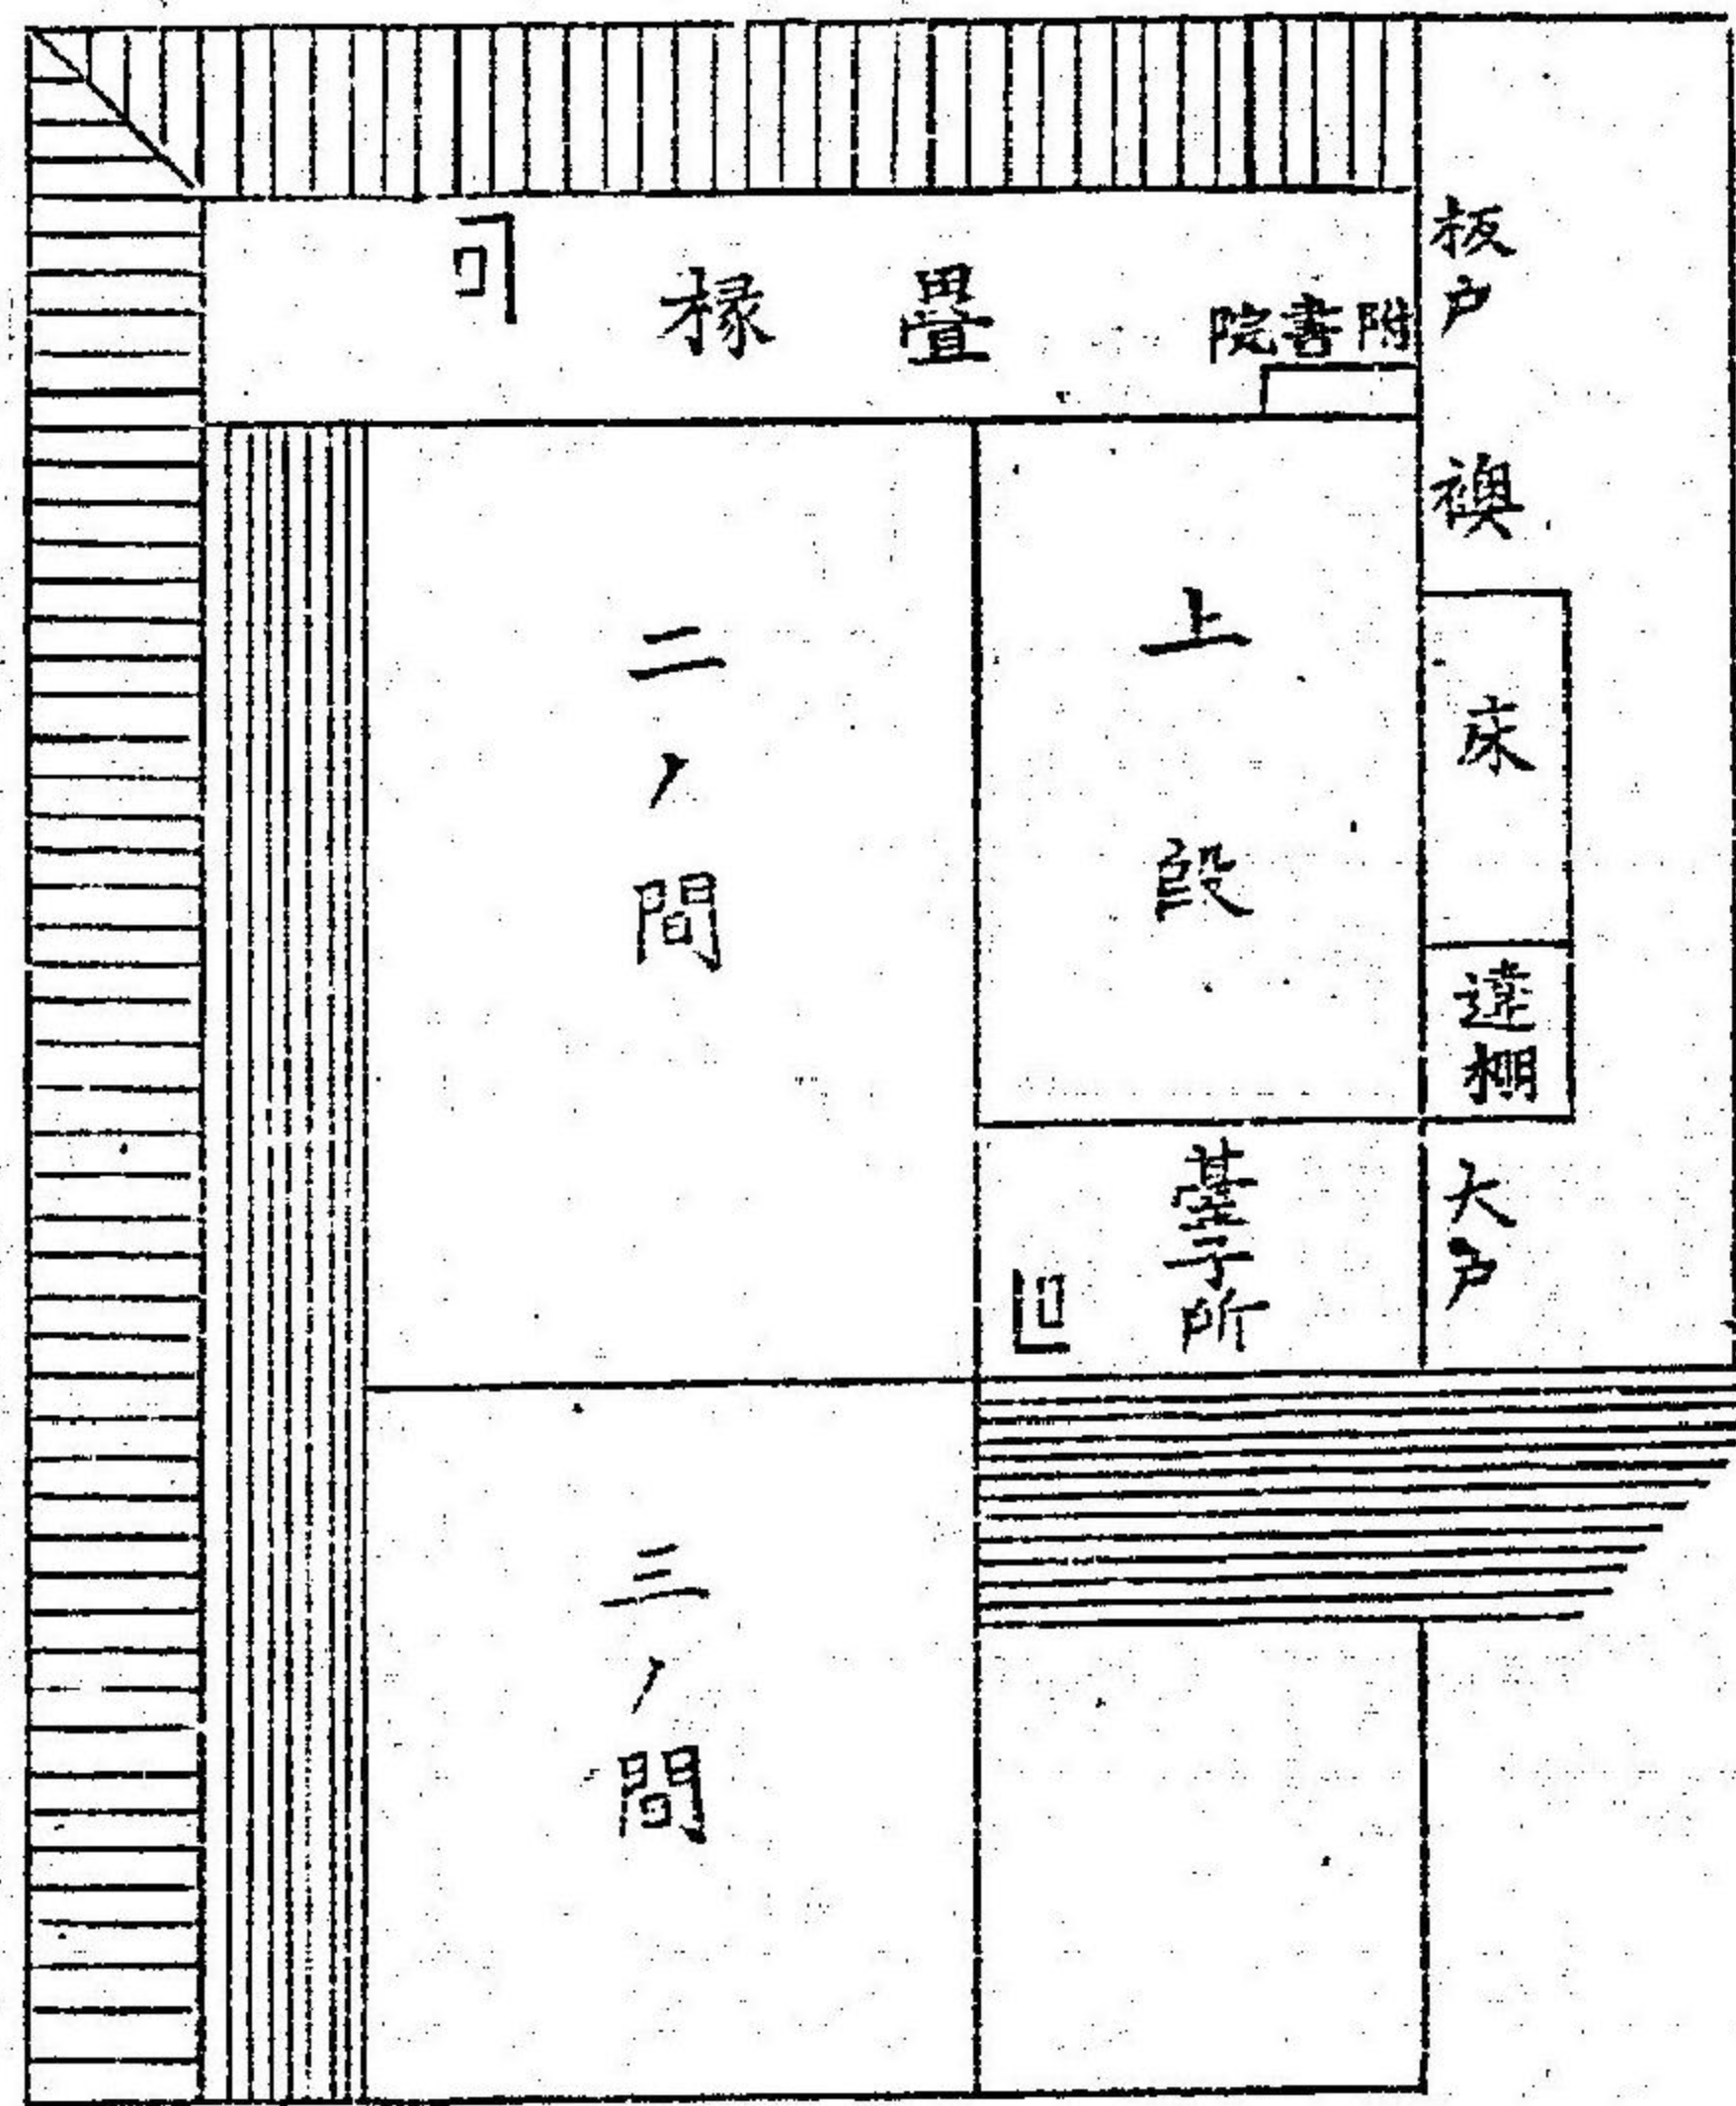 板戸
襖
床
違棚
大戸
附書院
疊椽
上段
臺子所
二ノ間
三ノ間